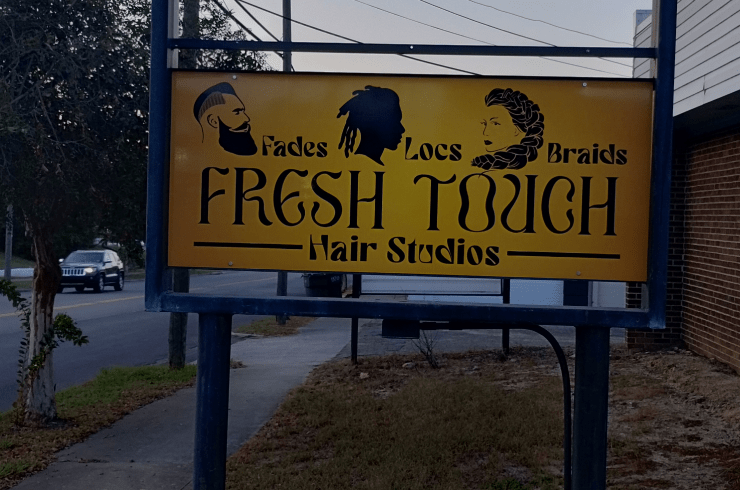 Fades Locs Braids
FRESH TOUCH
Hair Studios